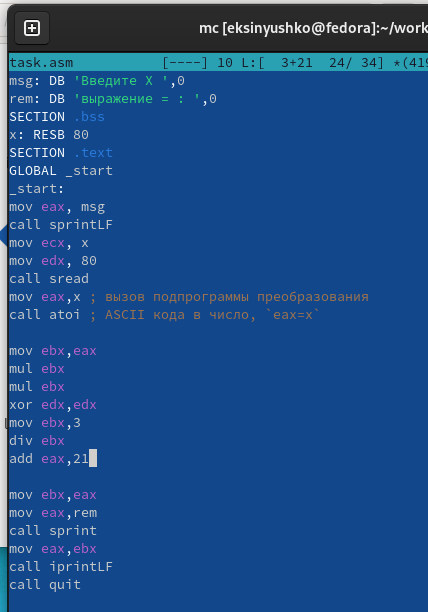 mc [eksinyushko@fedora]:~/work
task.asm [----] 10 L:[ 3+21 24/ 34] *(419
msg: DB 'Введите X ',0
rem: DB 'выражение = : ',0
SECTION .bss
x: RESB 80
SECTION .text
GLOBAL _start
_start:
mov eax, msg
call sprintLF
mov ecx, x
mov edx, 80
call sread
mov eax,x ; вызов подпрограммы преобразования
call atoi ; ASCII кода в число, `eax=x`
mov ebx,eax
mul ebx
mul ebx
xor edx,edx
mov ebx,3
div ebx
add eax,21
mov ebx,eax
mov eax,rem
call sprint
mov eax,ebx
call iprintLF
call quit